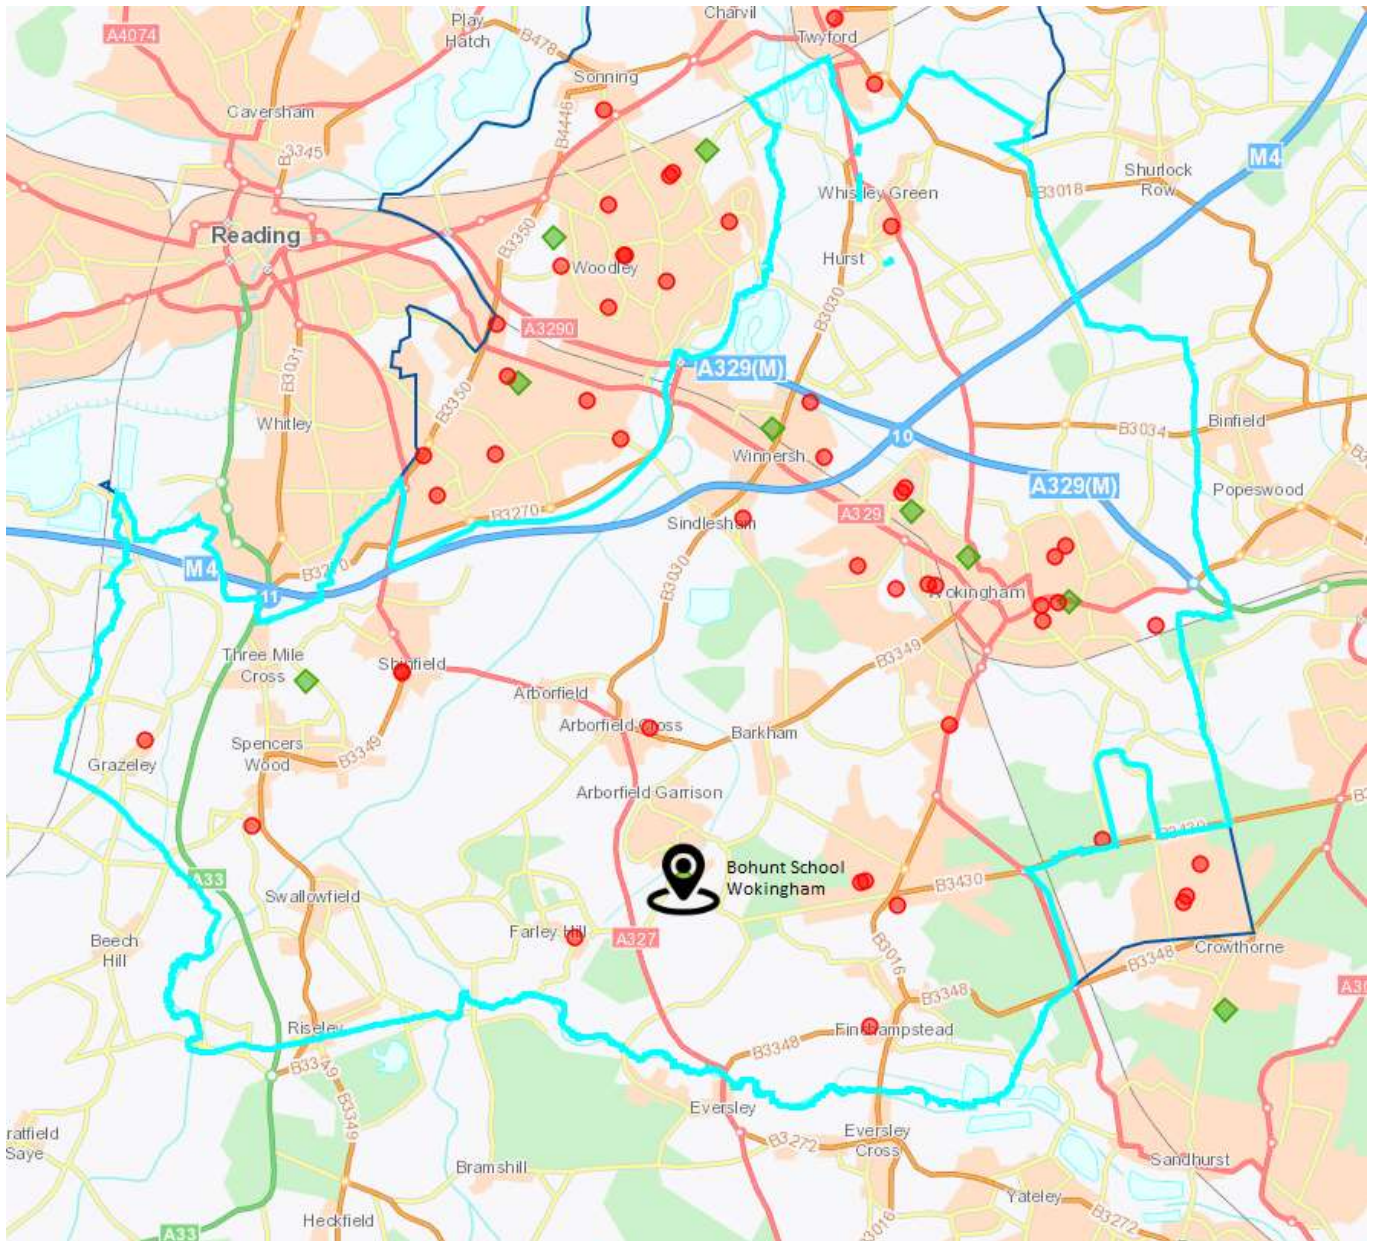 A4074
Play
Hatch
B478
Charvil
Twyford
Sonning
Caversham
B4446
B3345
M4
Shurlock
Row
B3018
Whistley Green
Reading
B3350
Woodley
Hurst
B3030
A3290
B3031
B3350
A329(M)
Whitley
10
B3034
Binfield
Winnersh
A329(M)
Popeswood
B3270
Sindlesham
A329
M4
11
B3030
Wokingham
B3349
Three Mile
Cross
Shinfield
Arborfield
Arborfield Cross
Barkham
Spencers
Wood
B3349
Grazeley
Arborfield Garrison
B3430
Bohunt School
Wokingham
A33
B3430
Swallowfield
Farley Hill
A327
Beech
Hill
B3016
Crowthorne
B3348
B3348
Riseley
Finchampstead
B3348
B3349
B3349
Eversley
B3272
Eversley
Cross
Bramshill
Sandhurst
Yateley
B3272
Heckfield
B3016
A33